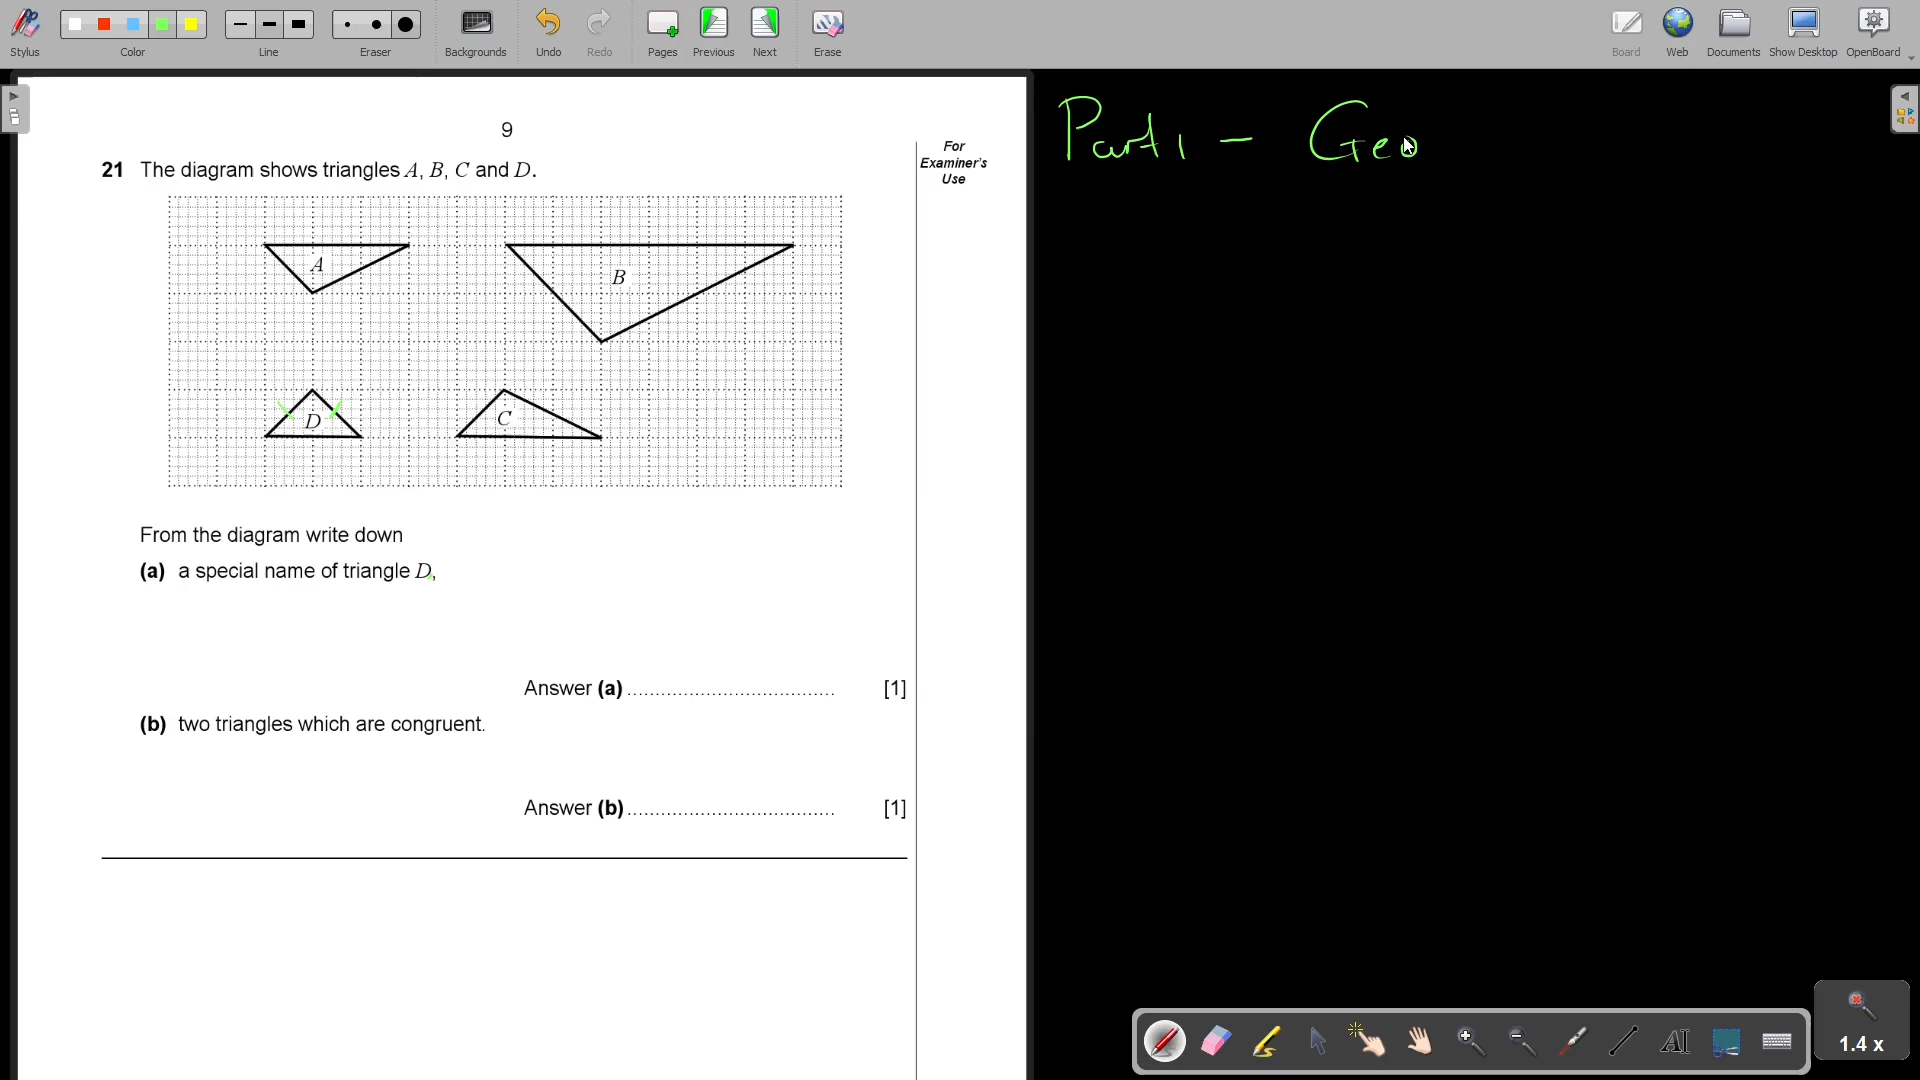 Stylus Color Line Eraser Backgrounds Undo Redo Pages Previous Next Erase Board Web Documents Show Desktop OpenBoard
9
For
Examiner's
Use
21 The diagram shows triangles A, B, C and D.
A
B
D
C
From the diagram write down
(a) a special name of triangle D,
Answer (a) ..................................... [1]
(b) two triangles which are congruent.
Answer (b) ..................................... [1]
Part 1 - Geo
AI
1.4 x